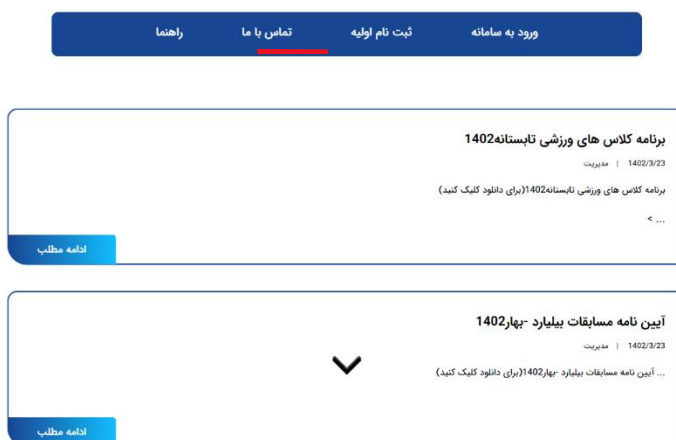 ورود به سامانه ثبت نام اولیه تماس با ما راهنما
برنامه کلاس های ورزشی تابستانه1402
1402/3/23 | مدیریت
برنامه کلاس های ورزشی تابستانه1402(برای دانلود کلیک کنید)
... >
ادامه مطلب
آیین نامه مسابقات بیلیارد -بهار1402
1402/3/23 | مدیریت
... آیین نامه مسابقات بیلیارد -بهار1402(برای دانلود کلیک کنید)
ادامه مطلب